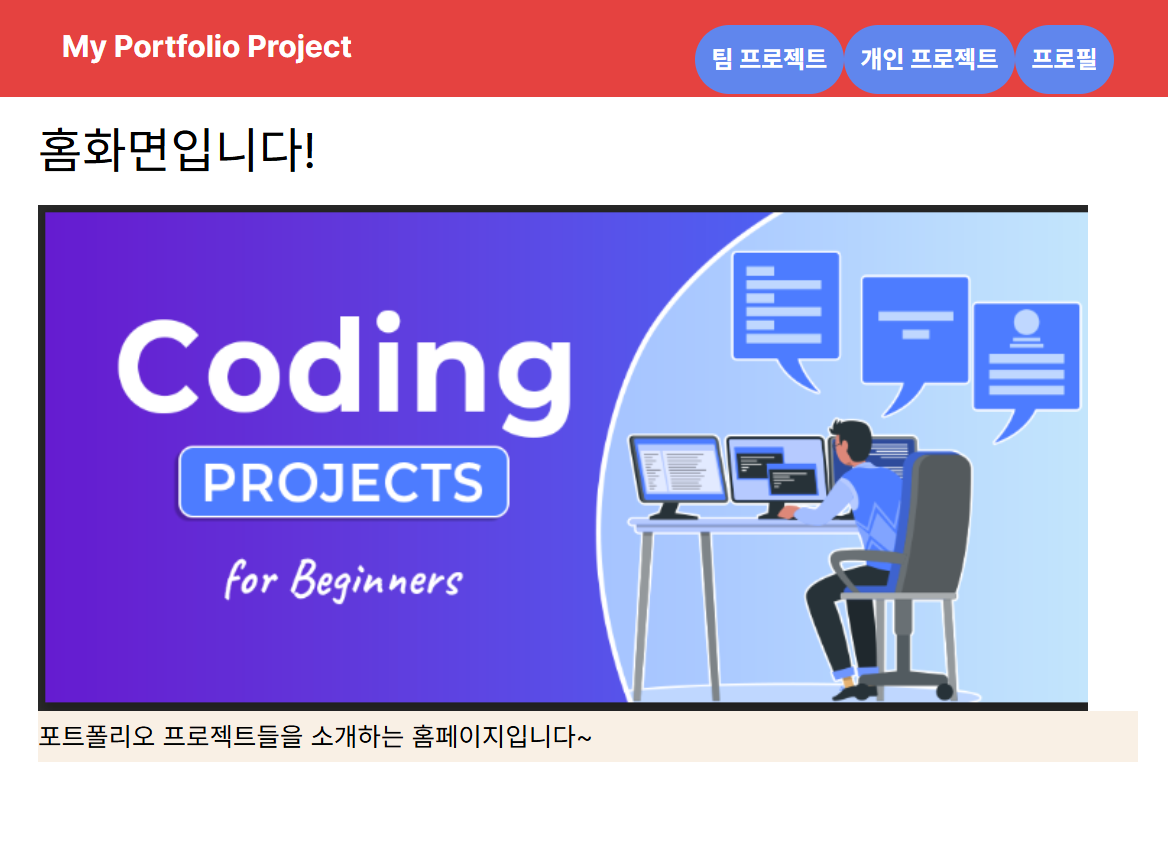 My Portfolio Project
팀 프로젝트 개인 프로젝트 프로필
홈화면입니다!
Coding
PROJECTS
for Beginners
포트폴리오 프로젝트들을 소개하는 홈페이지입니다~